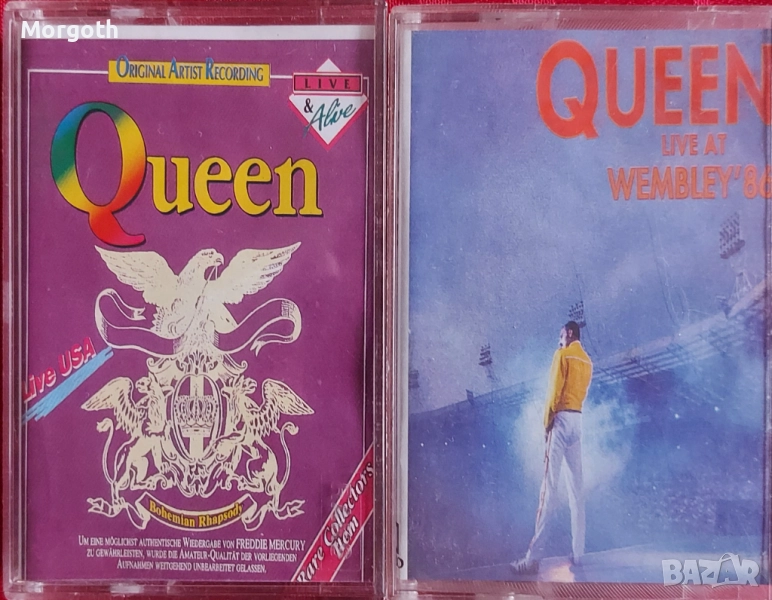 Morgoth
ORIGINAL ARTIST RECORDING
LIVE
& Alive
Queen
Live USA
Bohemian Rhapsody
Rare Collectors
Item
UM EINE MÖGLICHST AUTHENTISCHE WIEDERGABE VON FREDDIE MERCURY
ZU GEWÄHRLEISTEN, WURDE DIE AMATEUR-QUALITÄT DER VORLIEGENDEN
AUFNAHMEN WEITGEHEND UNBEARBEITET GELASSEN.
QUEEN
LIVE AT
WEMBLEY'86
BAZAR